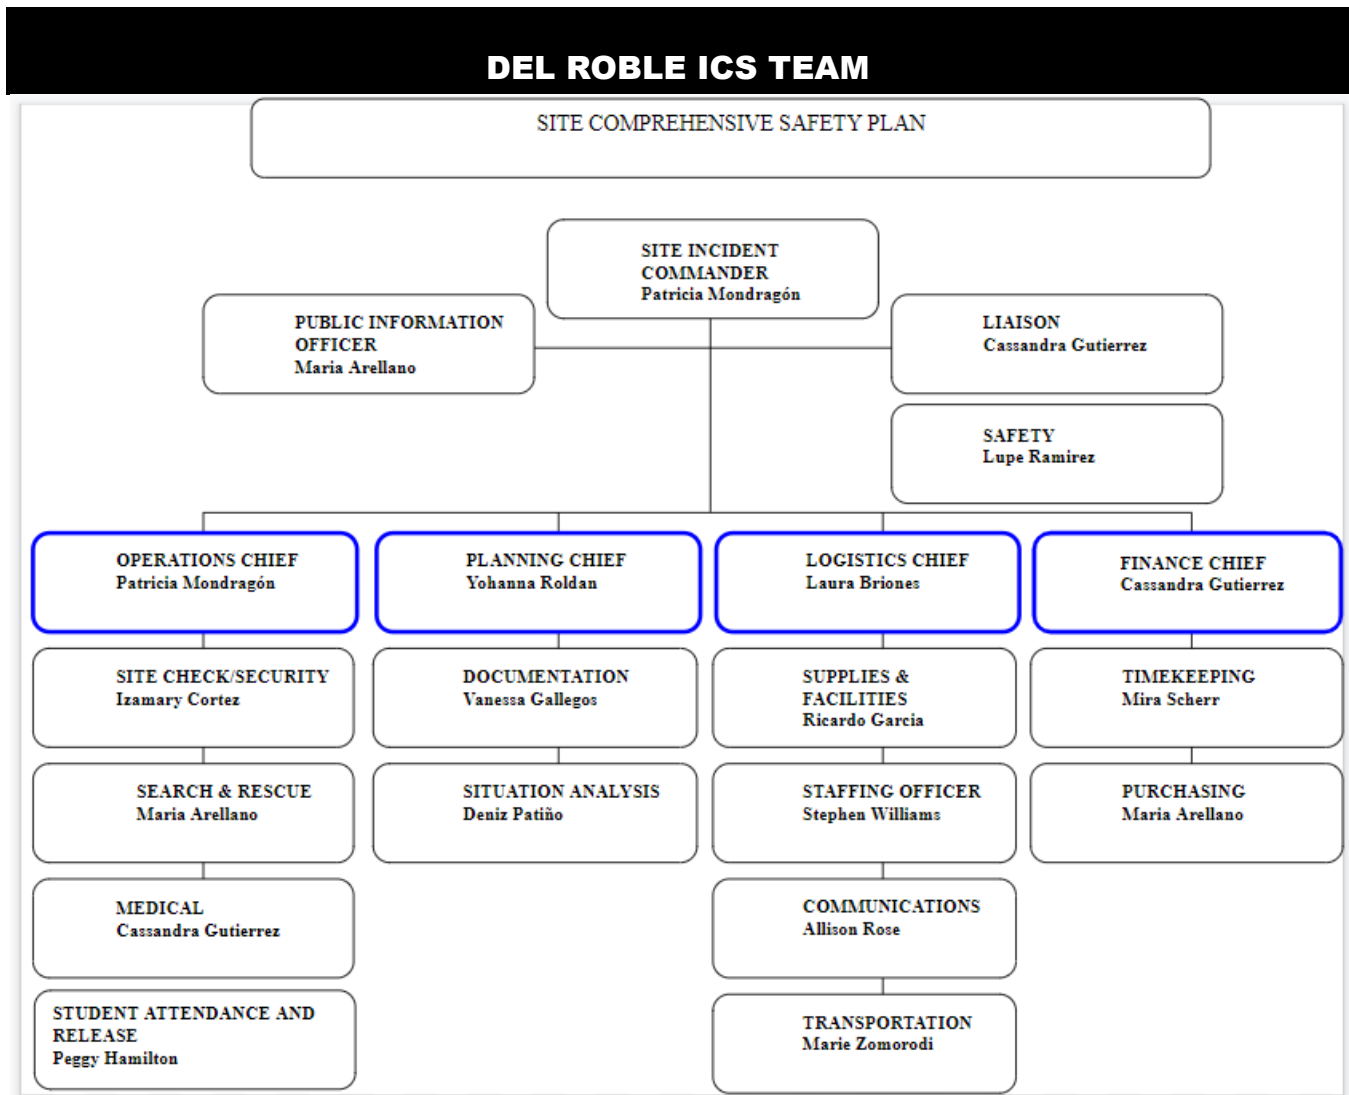 DEL ROBLE ICS TEAM
SITE COMPREHENSIVE SAFETY PLAN
SITE INCIDENT
COMMANDER
Patricia Mondragón
PUBLIC INFORMATION
OFFICER
Maria Arellano
LIAISON
Cassandra Gutierrez
SAFETY
Lupe Ramirez
OPERATIONS CHIEF
Patricia Mondragón
PLANNING CHIEF
Yohanna Roldan
LOGISTICS CHIEF
Laura Briones
FINANCE CHIEF
Cassandra Gutierrez
SITE CHECK/SECURITY
Izamary Cortez
DOCUMENTATION
Vanessa Gallegos
SUPPLIES &
FACILITIES
Ricardo Garcia
TIMEKEEPING
Mira Scherr
SEARCH & RESCUE
Maria Arellano
SITUATION ANALYSIS
Deniz Patiño
STAFFING OFFICER
Stephen Williams
PURCHASING
Maria Arellano
MEDICAL
Cassandra Gutierrez
COMMUNICATIONS
Allison Rose
STUDENT ATTENDANCE AND
RELEASE
Peggy Hamilton
TRANSPORTATION
Marie Zomorodi